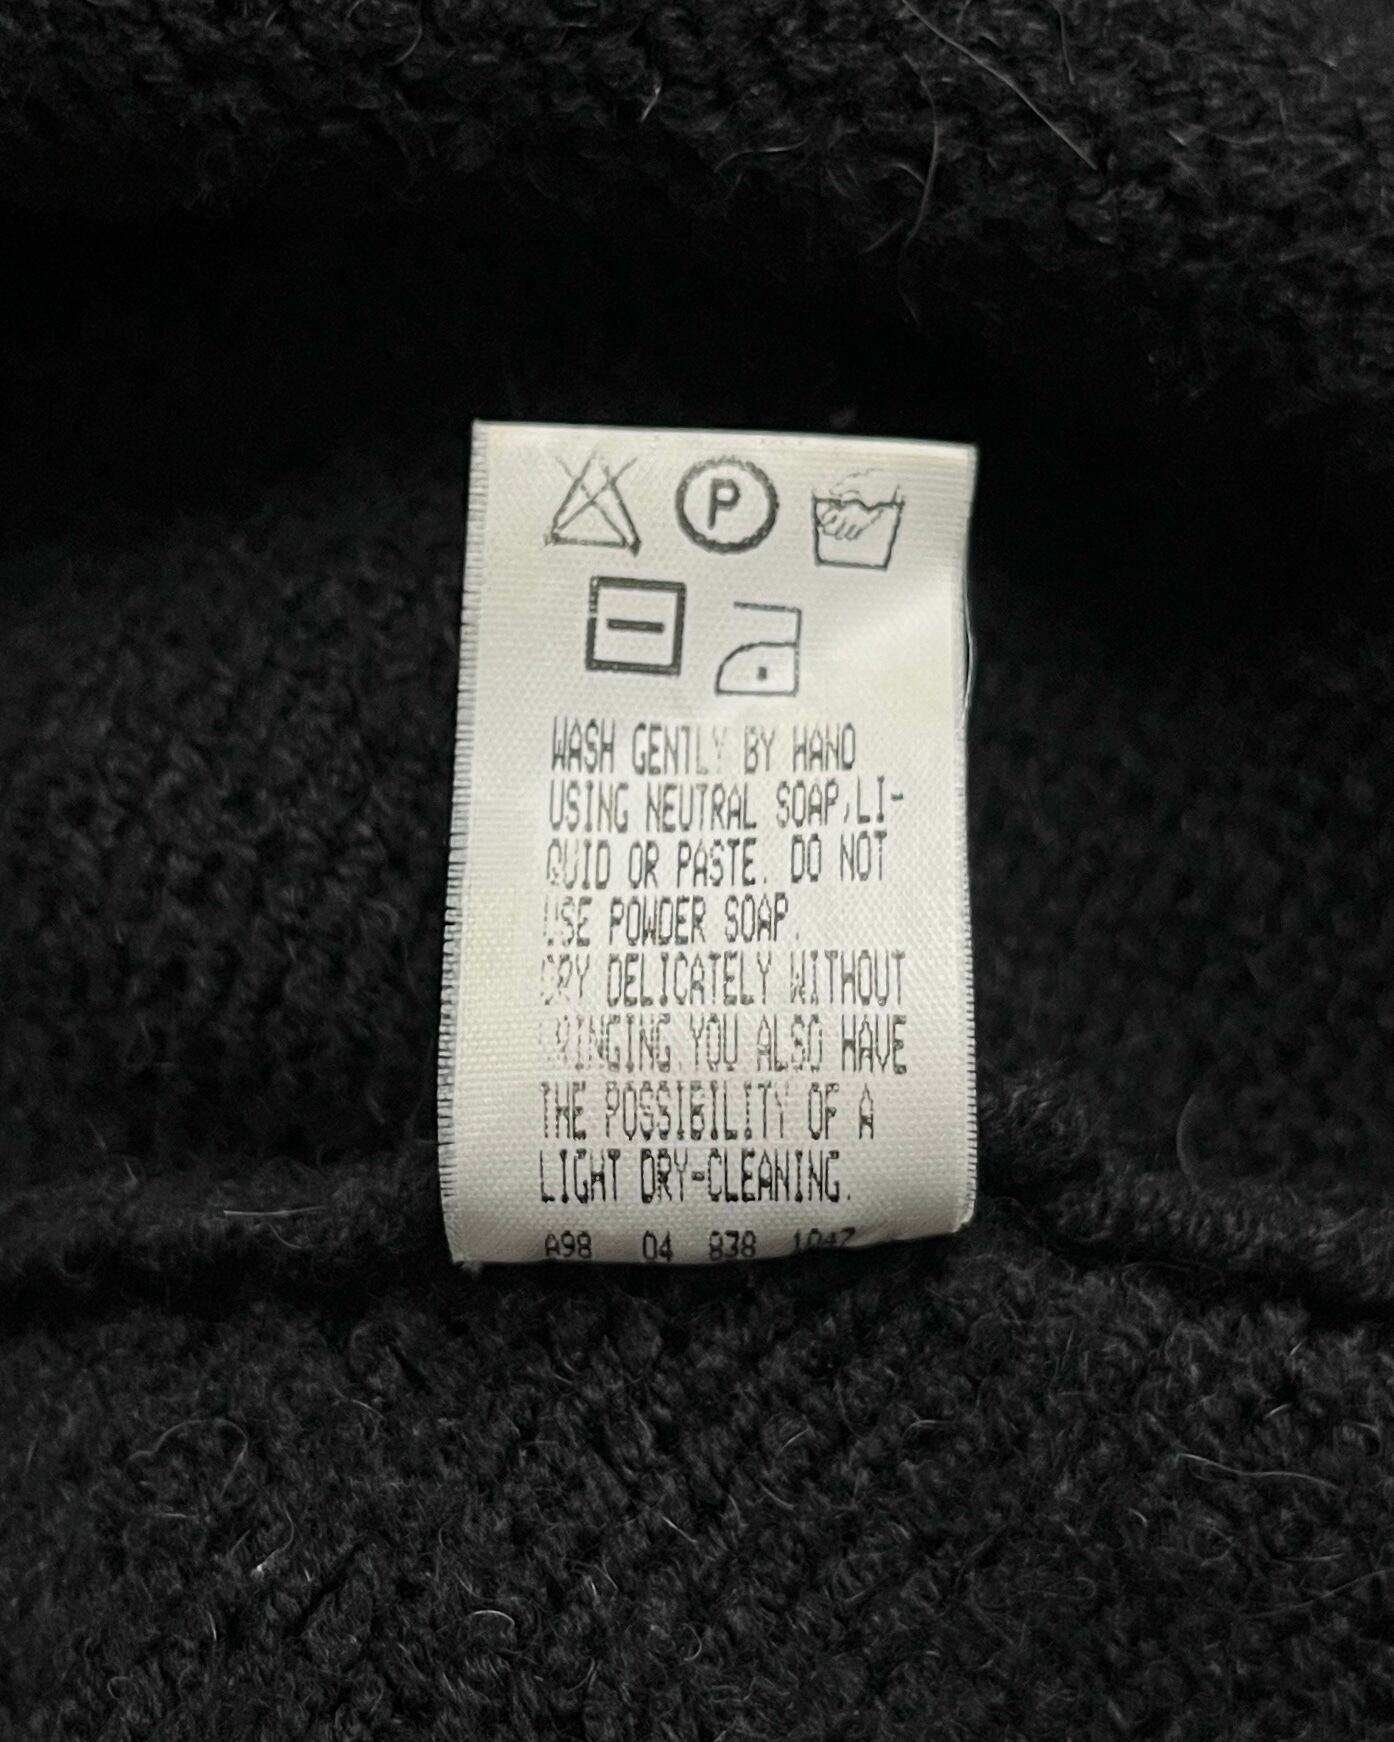 P
WASH GENTLY BY HAND
USING NEUTRAL SOAP,LI-
QUID OR PASTE. DO NOT
USE POWDER SOAP.
DRY DELICATELY WITHOUT
YOU ALSO HAVE
THE POSSIBILITY OF A
LIGHT DRY-CLEANING.
A98 04 838 1047